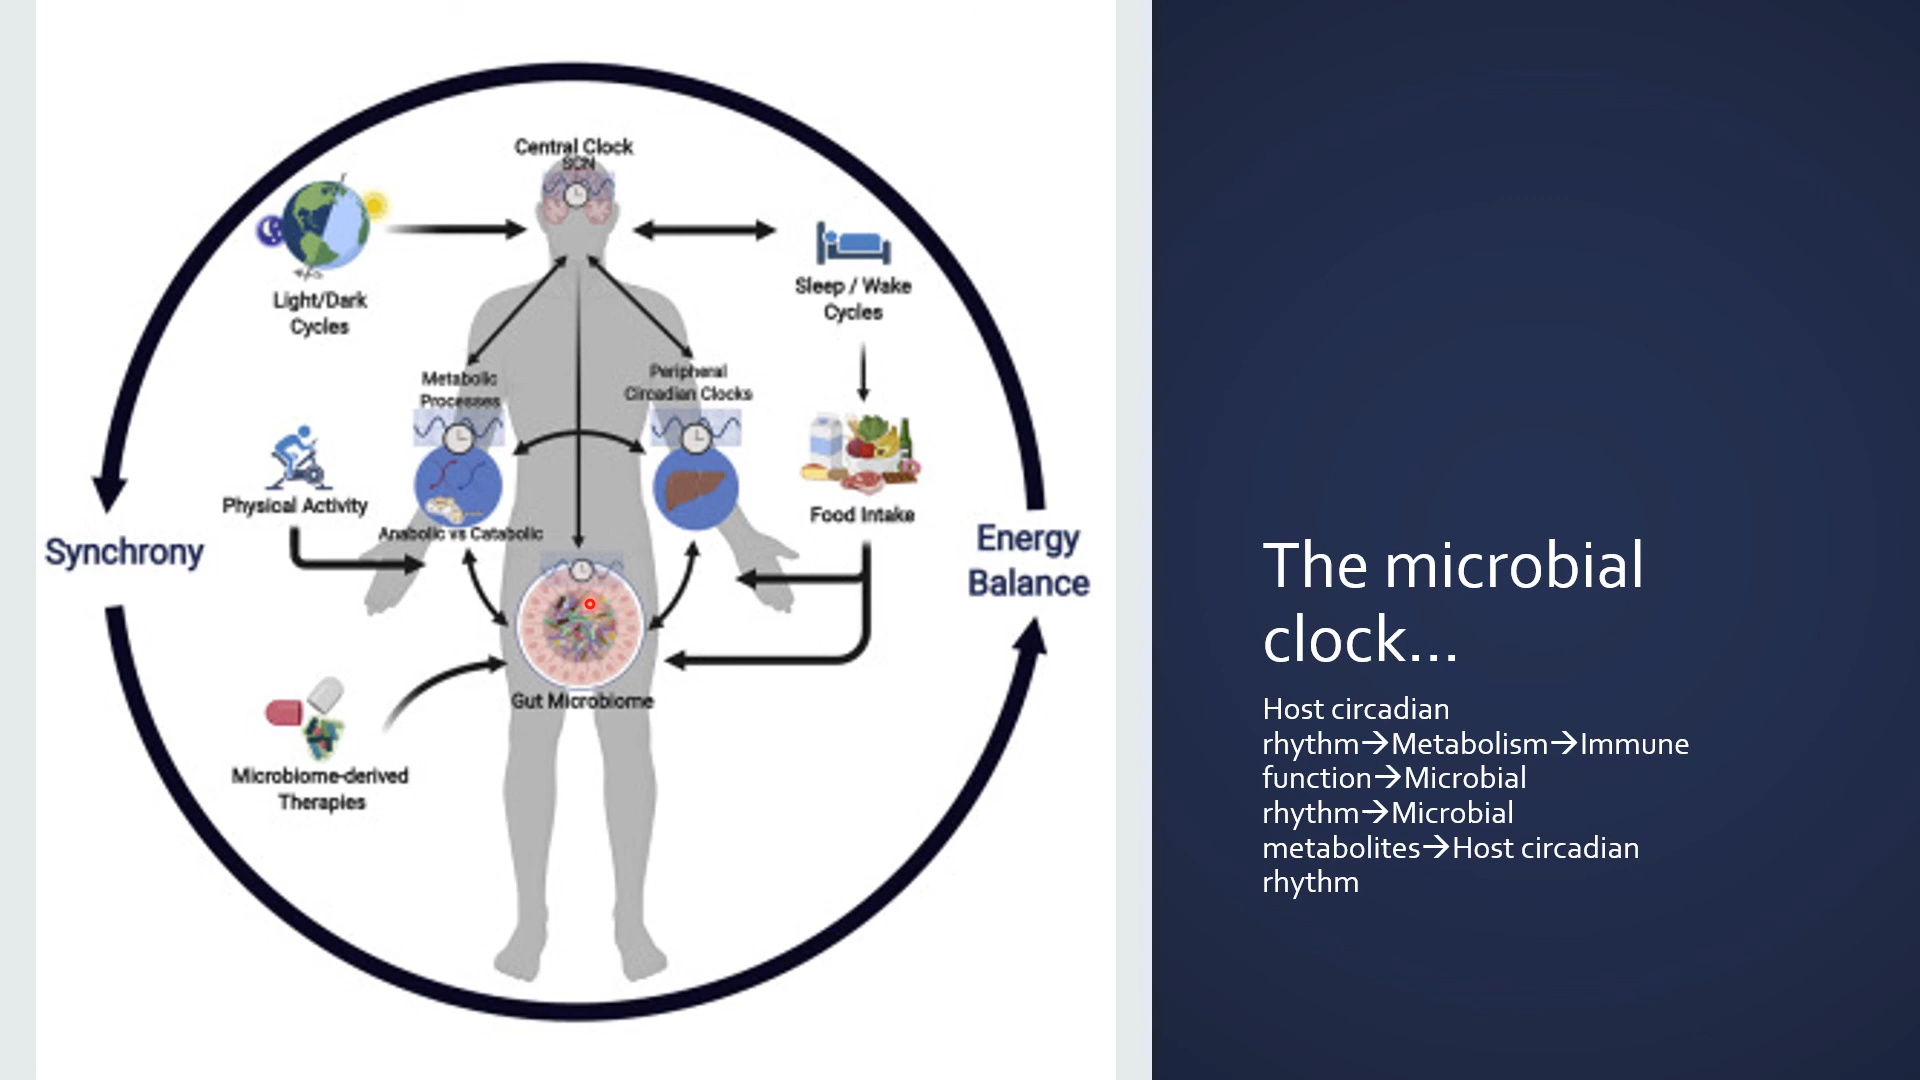 Central Clock
SCN
Light/Dark
Cycles
Sleep / Wake
Cycles
Metabolic
Processes
Peripheral
Circadian Clocks
Physical Activity
Anabolic vs Catabolic
Food Intake
Synchrony
Energy
Balance
Gut Microbiome
Microbiome-derived
Therapies
The microbial
clock...
Host circadian
rhythm→Metabolism→Immune
function→Microbial
rhythm→Microbial
metabolites→Host circadian
rhythm